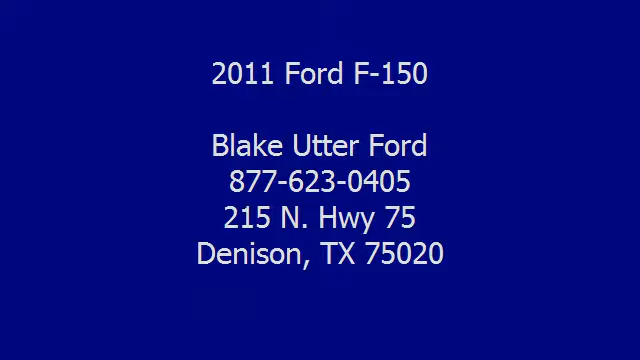 2011 Ford F-150
Blake Utter Ford
877-623-0405
215 N. Hwy 75
Denison, TX 75020